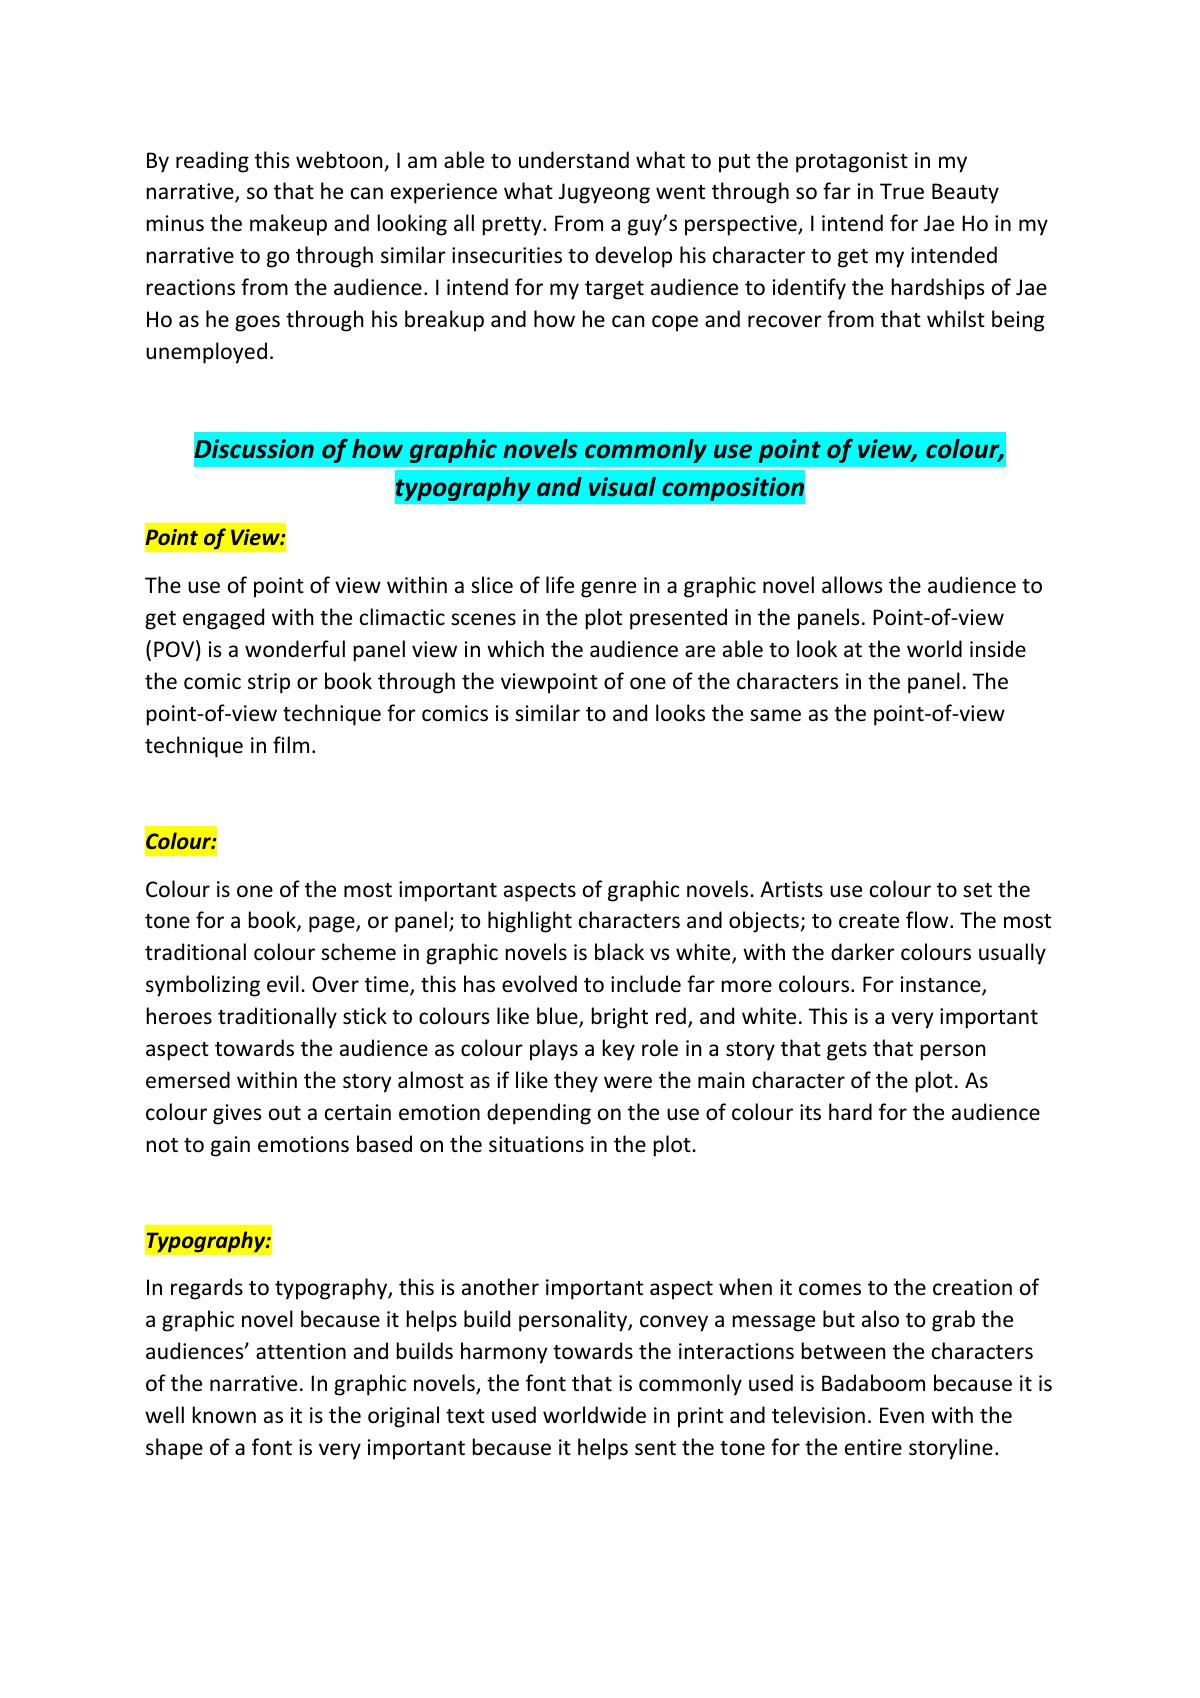 By reading this webtoon, I am able to understand what to put the protagonist in my
narrative, so that he can experience what Jugyeong went through so far in True Beauty
minus the makeup and looking all pretty. From a guy’s perspective, I intend for Jae Ho in my
narrative to go through similar insecurities to develop his character to get my intended
reactions from the audience. I intend for my target audience to identify the hardships of Jae
Ho as he goes through his breakup and how he can cope and recover from that whilst being
unemployed.
Discussion of how graphic novels commonly use point of view, colour,
typography and visual composition
Point of View:
The use of point of view within a slice of life genre in a graphic novel allows the audience to
get engaged with the climactic scenes in the plot presented in the panels. Point-of-view
(POV) is a wonderful panel view in which the audience are able to look at the world inside
the comic strip or book through the viewpoint of one of the characters in the panel. The
point-of-view technique for comics is similar to and looks the same as the point-of-view
technique in film.
Colour:
Colour is one of the most important aspects of graphic novels. Artists use colour to set the
tone for a book, page, or panel; to highlight characters and objects; to create flow. The most
traditional colour scheme in graphic novels is black vs white, with the darker colours usually
symbolizing evil. Over time, this has evolved to include far more colours. For instance,
heroes traditionally stick to colours like blue, bright red, and white. This is a very important
aspect towards the audience as colour plays a key role in a story that gets that person
emersed within the story almost as if like they were the main character of the plot. As
colour gives out a certain emotion depending on the use of colour its hard for the audience
not to gain emotions based on the situations in the plot.
Typography:
In regards to typography, this is another important aspect when it comes to the creation of
a graphic novel because it helps build personality, convey a message but also to grab the
audiences’ attention and builds harmony towards the interactions between the characters
of the narrative. In graphic novels, the font that is commonly used is Badaboom because it is
well known as it is the original text used worldwide in print and television. Even with the
shape of a font is very important because it helps sent the tone for the entire storyline.